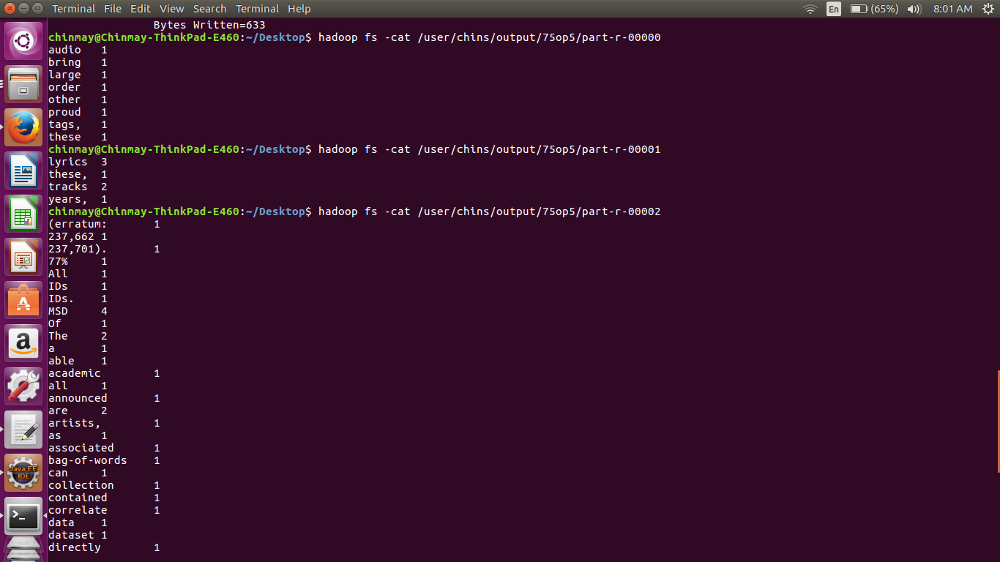 Terminal File Edit View Search Terminal Help En (65%) 8:01 AM
Bytes Written=633
chinmay@Chinmay-ThinkPad-E460:~/Desktop$ hadoop fs -cat /user/chins/output/75op5/part-r-00000
audio 1
bring 1
large 1
order 1
other 1
proud 1
tags, 1
these 1
chinmay@Chinmay-ThinkPad-E460:~/Desktop$ hadoop fs -cat /user/chins/output/75op5/part-r-00001
lyrics 3
these, 1
tracks 2
years, 1
chinmay@Chinmay-ThinkPad-E460:~/Desktop$ hadoop fs -cat /user/chins/output/75op5/part-r-00002
(erratum: 1
237,662 1
237,701). 1
77% 1
All 1
IDs 1
IDs. 1
MSD 4
Of 1
The 2
a 1
able 1
academic 1
all 1
announced 1
are 2
artists, 1
as 1
associated 1
bag-of-words 1
can 1
collection 1
contained 1
correlate 1
data 1
dataset 1
directly 1
A
a
Java EE
IDE
>_